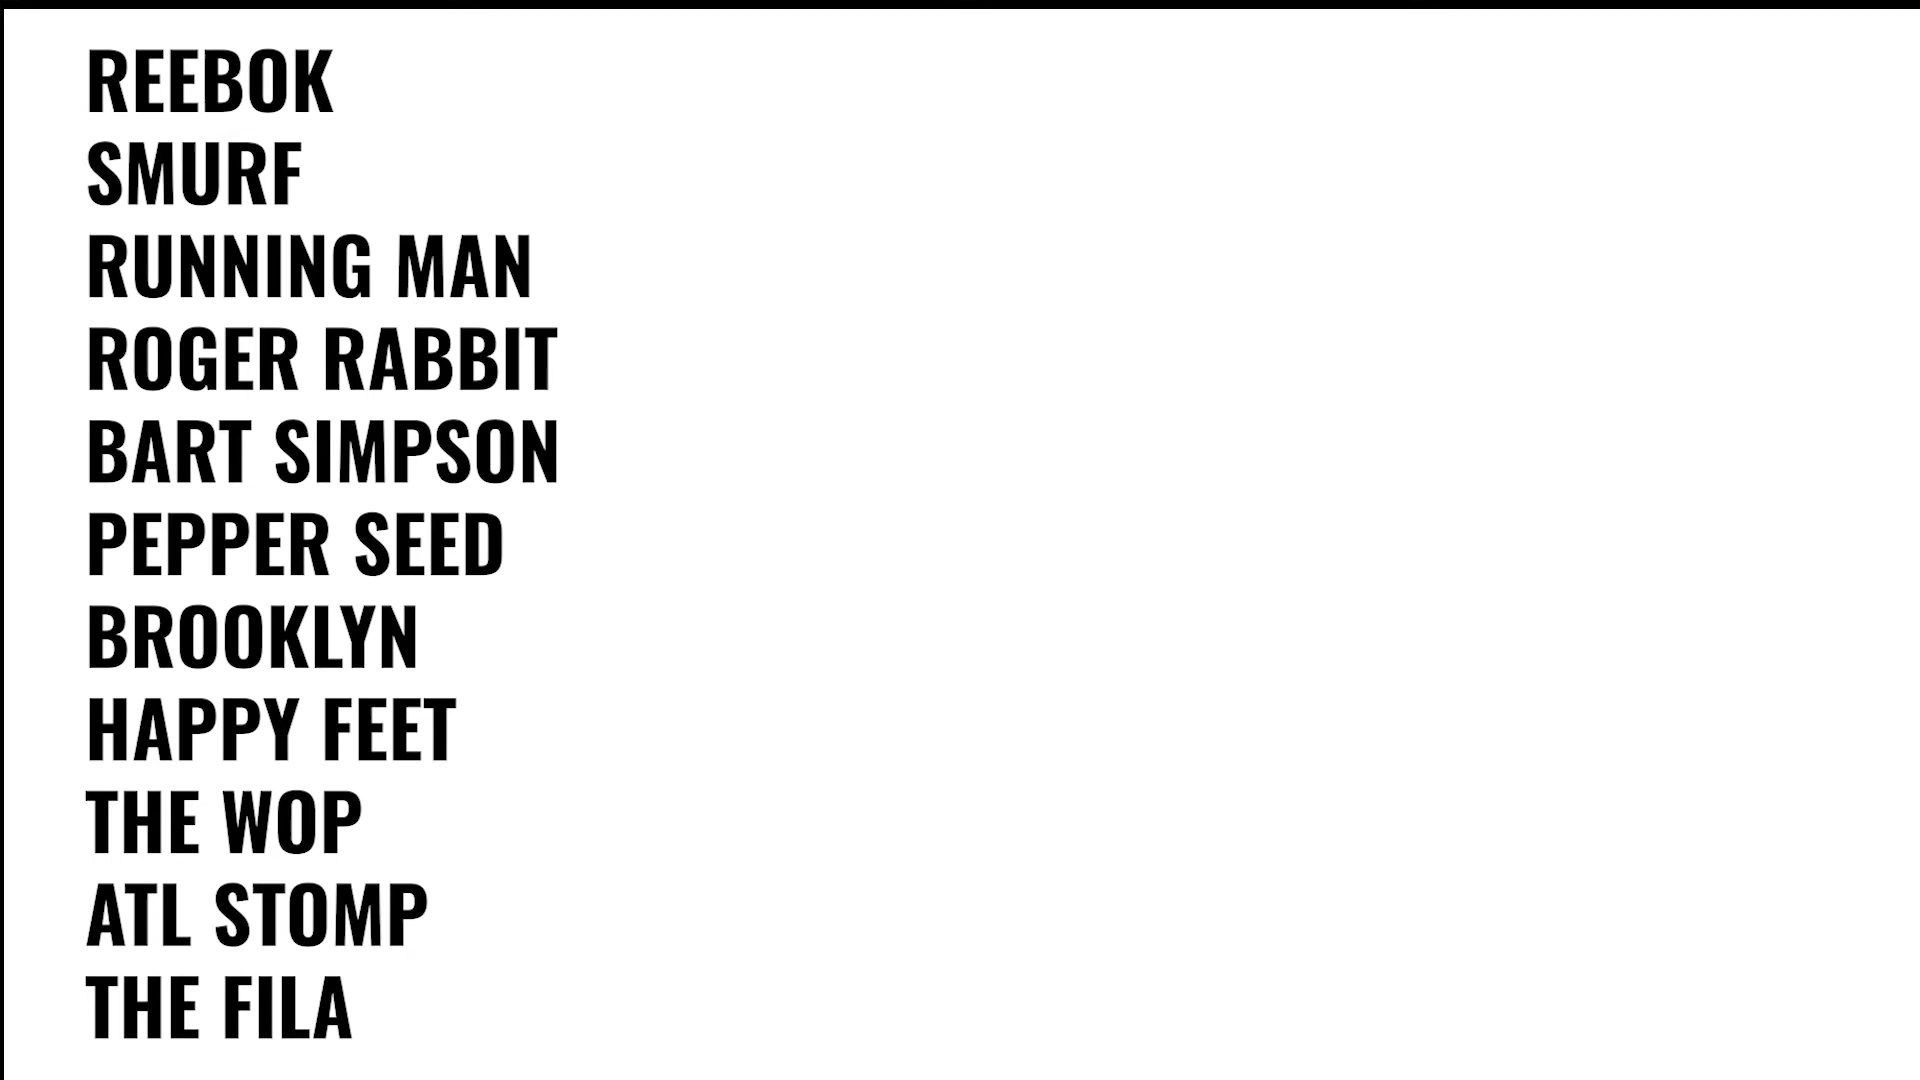 REEBOK
SMURF
RUNNING MAN
ROGER RABBIT
BART SIMPSON
PEPPER SEED
BROOKLYN
HAPPY FEET
THE WOP
ATL STOMP
THE FILA